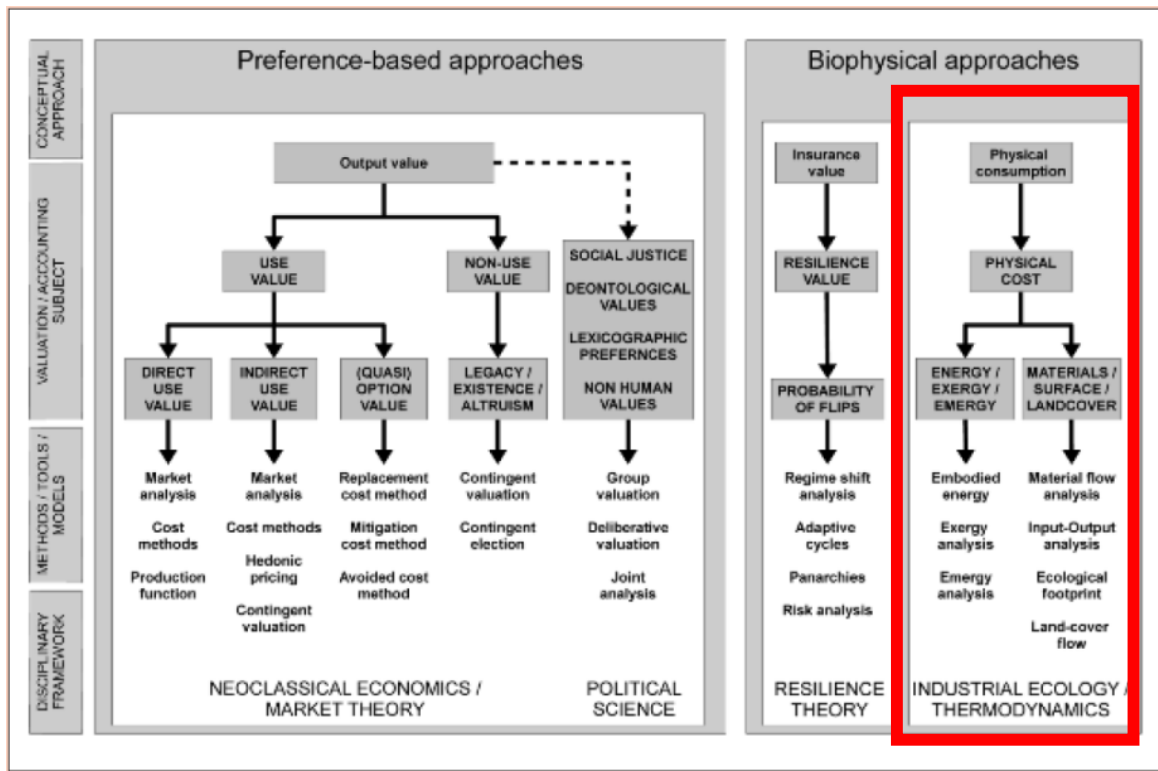 CONCEPTUAL
APPROACH
VALUATION / ACCOUNTING
SUBJECT
METHODS / TOOLS /
MODELS
DISCIPLINARY
FRAMEWORK
Preference-based approaches
Output value
USE
VALUE
NON-USE
VALUE
SOCIAL JUSTICE
DEONTOLOGICAL
VALUES
LEXICOGRAPHIC
PREFERNCES
NON HUMAN
VALUES
DIRECT
USE
VALUE
INDIRECT
USE
VALUE
(QUASI)
OPTION
VALUE
LEGACY /
EXISTENCE /
ALTRUISM
Market
analysis
Cost
methods
Production
function
Market
analysis
Cost methods
Hedonic
pricing
Contingent
valuation
Replacement
cost method
Mitigation
cost method
Avoided cost
method
Contingent
valuation
Contingent
election
Group
valuation
Deliberative
valuation
Joint
analysis
NEOCLASSICAL ECONOMICS /
MARKET THEORY
POLITICAL
SCIENCE
Biophysical approaches
Insurance
value
RESILIENCE
VALUE
PROBABILITY
OF FLIPS
Regime shift
analysis
Adaptive
cycles
Panarchies
Risk analysis
RESILIENCE
THEORY
Physical
consumption
PHYSICAL
COST
ENERGY /
EXERGY /
EMERGY
MATERIALS /
SURFACE /
LANDCOVER
Embodied
energy
Exergy
analysis
Emergy
analysis
Material flow
analysis
Input-Output
analysis
Ecological
footprint
Land-cover
flow
INDUSTRIAL ECOLOGY /
THERMODYNAMICS